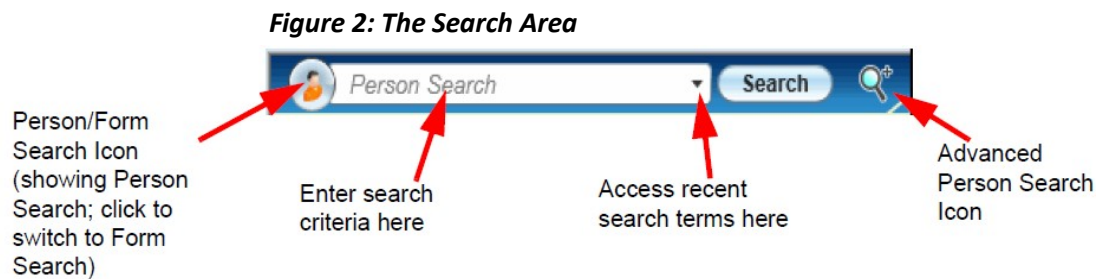 Figure 2: The Search Area
Person Search
Search
Person/Form
Search Icon
(showing Person
Search; click to
switch to Form
Search)
Enter search
criteria here
Access recent
search terms here
Advanced
Person Search
Icon